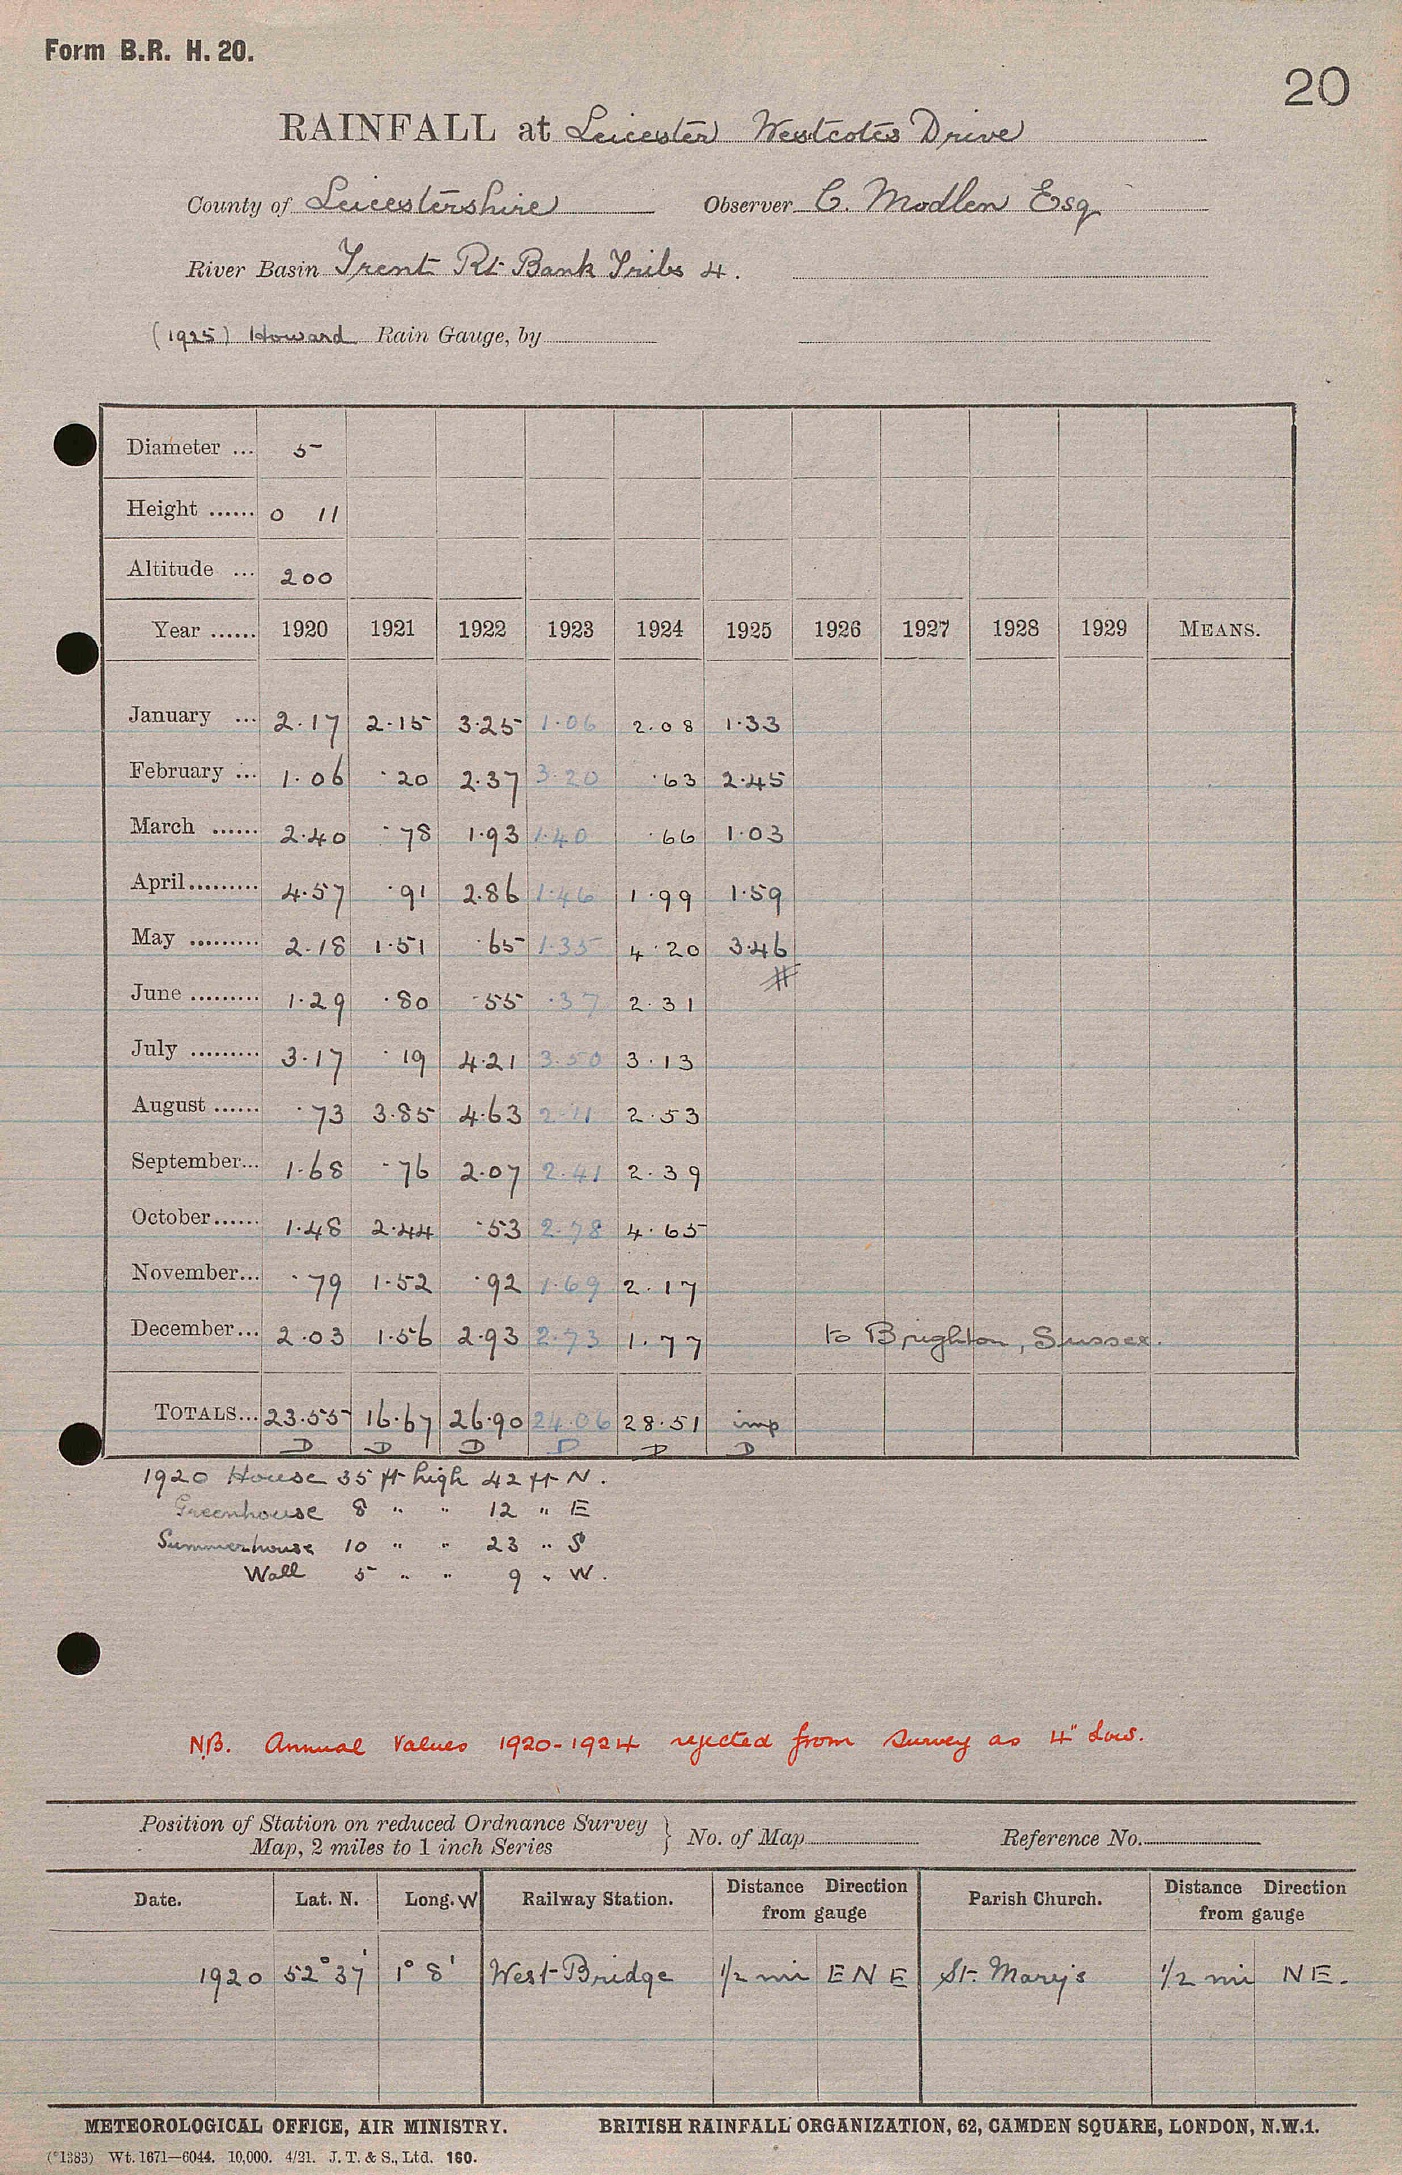 Form B.R. H. 20.
20
RAINFALL at Leicester Westcotes Drive
County of Leicestershire Observer C. Modlen Esq
River Basin Trent Rt Bank Tribs 4.
(1925) Howard Rain Gauge, by
Diameter ... 5
Height ...... 0 11
Altitude ... 200
Year ...... 1920 1921 1922 1923 1924 1925 1926 1927 1928 1929 MEANS.
January ... 2.17 2.15 3.25 1.06 2.08 1.33
February ... 1.06 .20 2.37 3.20 .63 2.45
March ...... 2.40 .78 1.93 1.40 .66 1.03
April......... 4.57 .91 2.86 1.46 1.99 1.59
May ......... 2.18 1.51 .65 1.35 4.20 3.46
June ......... 1.29 .80 .55 .37 2.31 #
July ......... 3.17 .19 4.21 3.50 3.13
August ...... .73 3.85 4.63 2.11 2.53
September... 1.68 .76 2.07 2.41 2.39
October...... 1.48 2.44 .53 2.78 4.65
November... .79 1.52 .92 1.69 2.17
December... 2.03 1.56 2.93 2.73 1.77 to Brighton, Sussex.
TOTALS... 23.55 16.67 26.90 24.06 28.51 imp
D D D D D D
1920 House 35 ft high 42 ft N.
Greenhouse 8 " " 12 " E
Summerhouse 10 " " 23 " S
Wall 5 " " 9 " W.
N.B. Annual Values 1920-1924 rejected from Survey as 4" Low.
Position of Station on reduced Ordnance Survey
Map, 2 miles to 1 inch Series } No. of Map Reference No.
Date. Lat. N. Long. W Railway Station. Distance Direction from gauge Parish Church. Distance Direction from gauge
1920 52° 37' 1° 8' West Bridge 1/2 mi ENE St. Mary's 1/2 mi NE.
METEOROLOGICAL OFFICE, AIR MINISTRY. BRITISH RAINFALL ORGANIZATION, 62, CAMDEN SQUARE, LONDON, N.W.1.
(*1383) Wt. 1671—6044. 10,000. 4/21. J. T. & S., Ltd. 160.